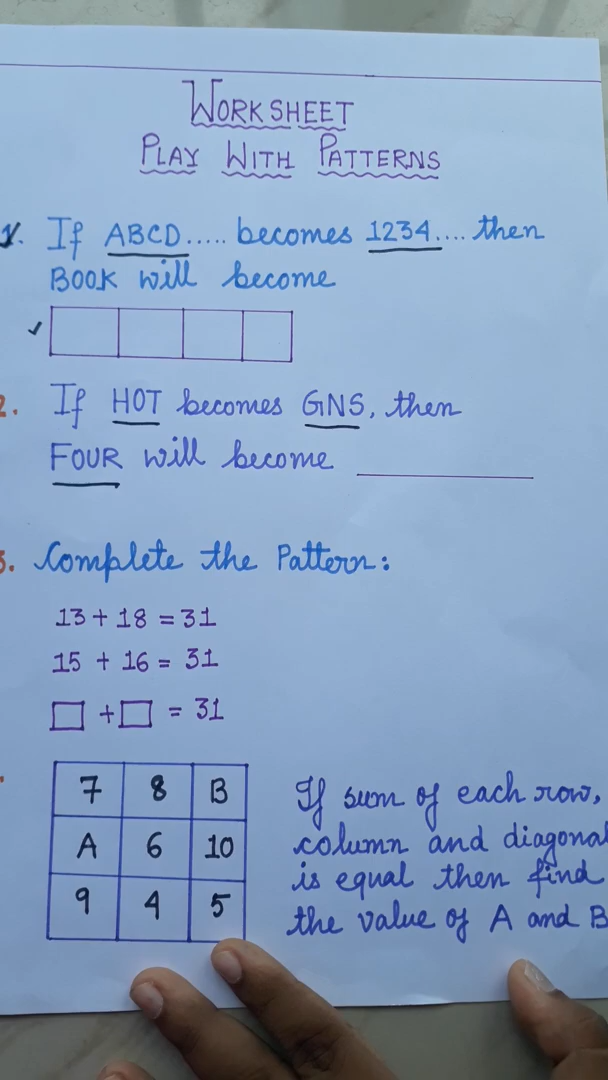 WORKSHEET
PLAY WITH PATTERNS
1. If ABCD..... becomes 1234.... then
BOOK will become
2. If HOT becomes GNS, then
FOUR will become
3. Complete the Pattern:
13 + 18 = 31
15 + 16 = 31
□ + □ = 31
7 8 B
A 6 10
9 4 5
If sum of each row,
column and diagonal
is equal then find
the value of A and B